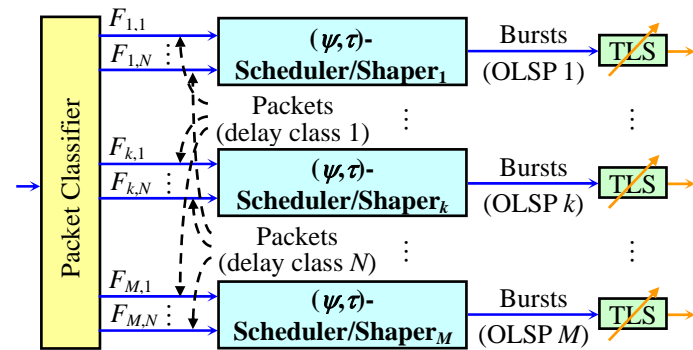 Packet Classifier
F1,1
F1,N ⋮
(ψ,τ)-
Scheduler/Shaper1
Bursts
(OLSP 1)
TLS
Packets
(delay class 1)
⋮
⋮
Fk,1
Fk,N ⋮
(ψ,τ)-
Scheduler/Shaperk
Bursts
(OLSP k)
TLS
Packets
(delay class N)
⋮
⋮
FM,1
FM,N ⋮
(ψ,τ)-
Scheduler/ShaperM
Bursts
(OLSP M)
TLS